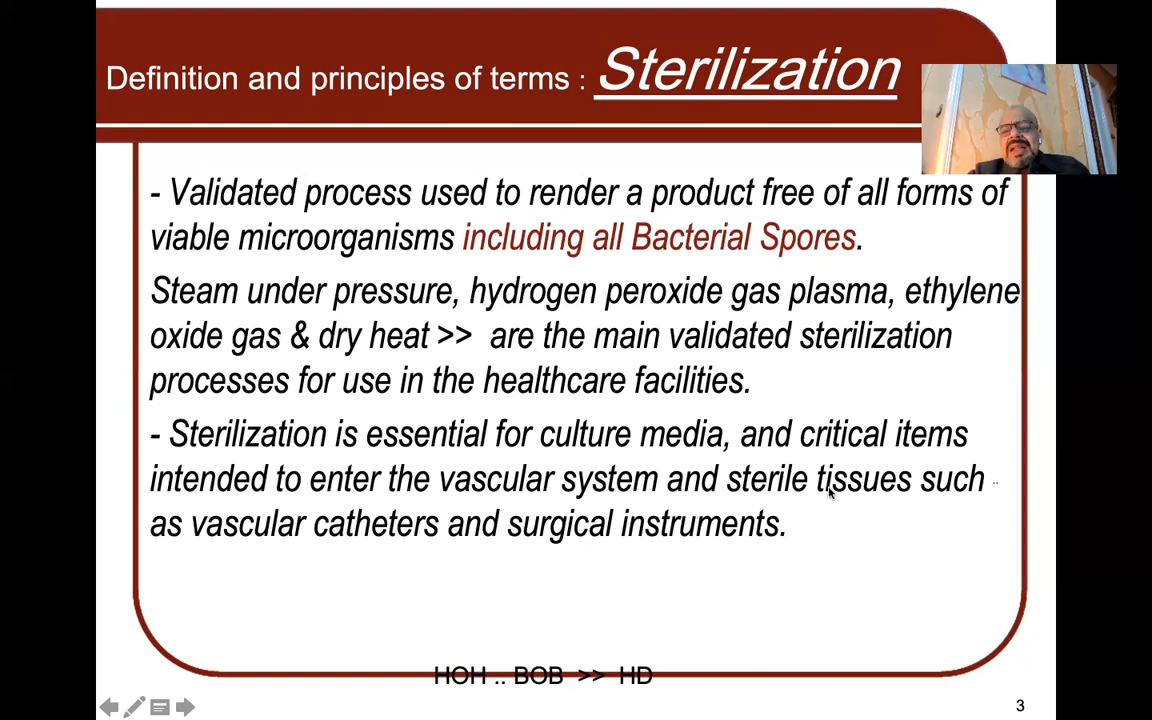 Definition and principles of terms : Sterilization
- Validated process used to render a product free of all forms of
viable microorganisms including all Bacterial Spores.
Steam under pressure, hydrogen peroxide gas plasma, ethylene
oxide gas & dry heat >> are the main validated sterilization
processes for use in the healthcare facilities.
- Sterilization is essential for culture media, and critical items
intended to enter the vascular system and sterile tissues such ..
as vascular catheters and surgical instruments.
HOH .. BOB >> HD
3